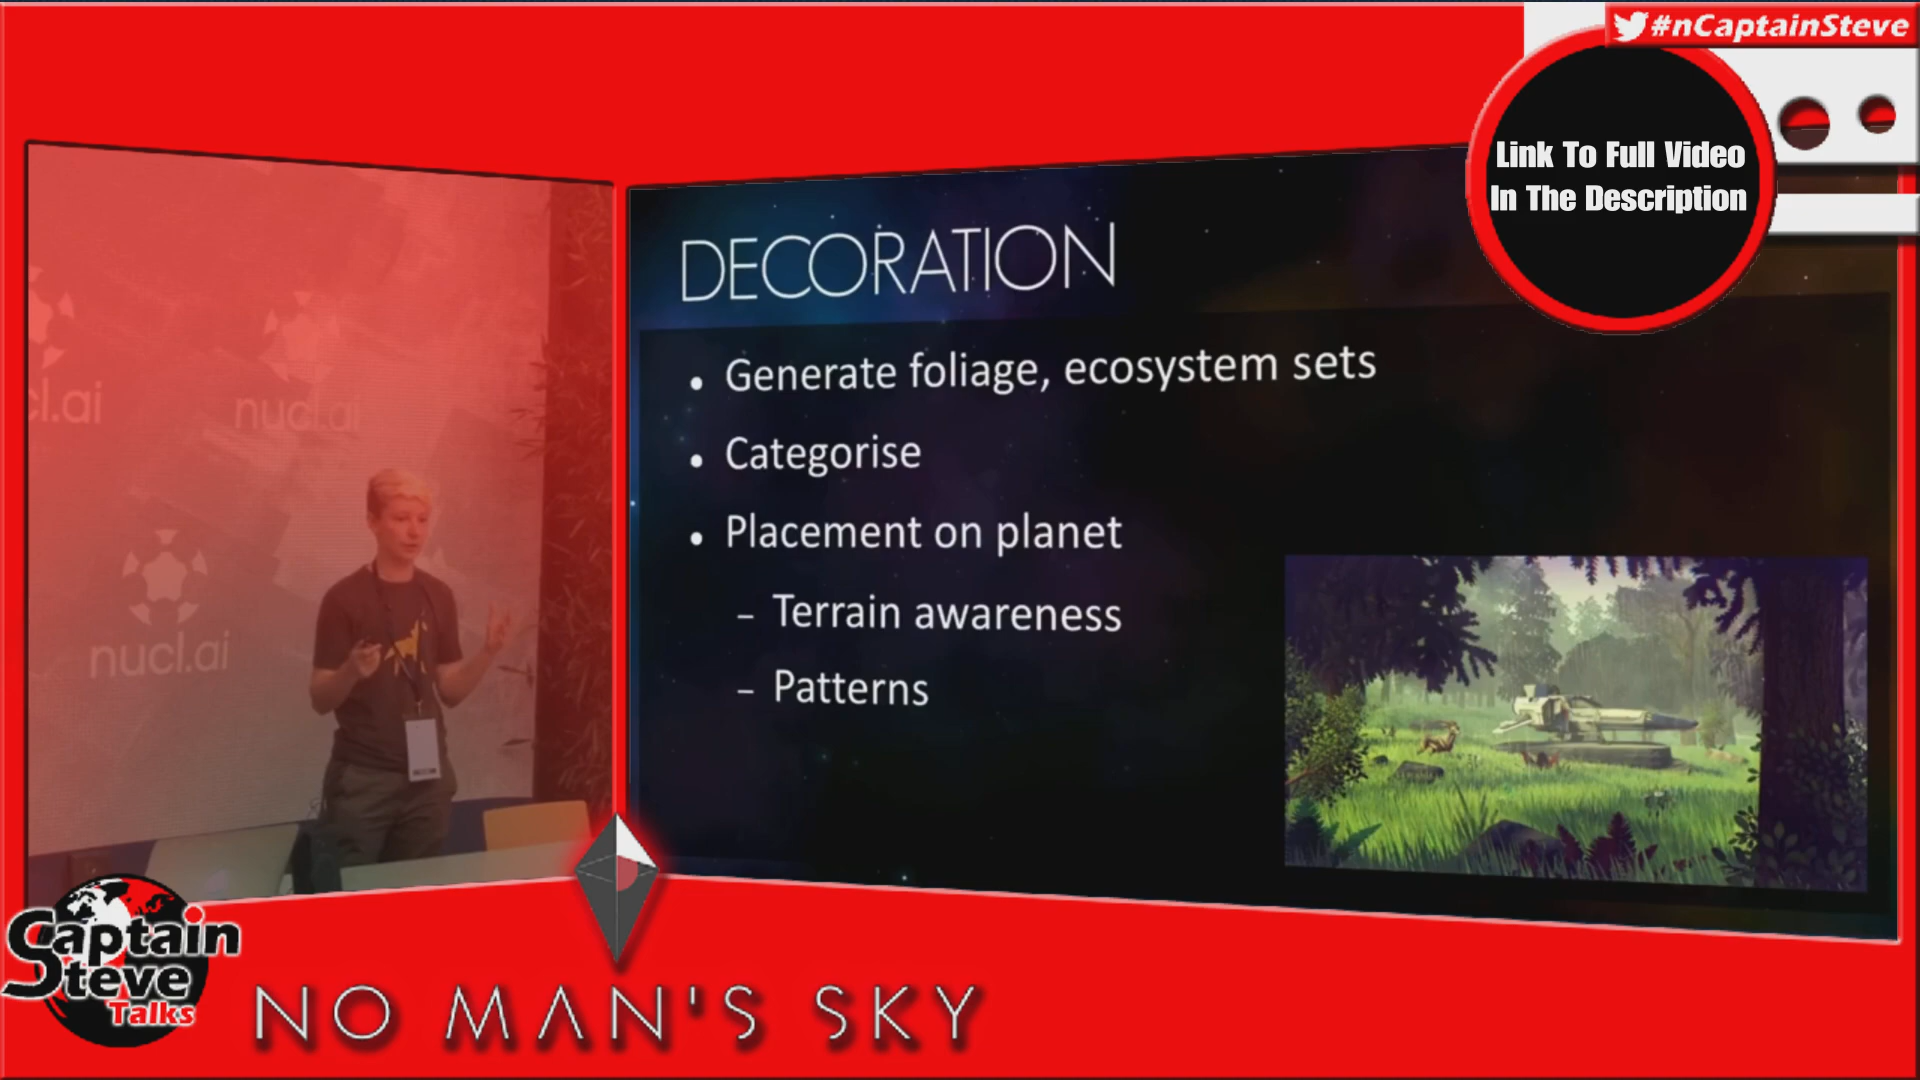 #nCaptainSteve
Link To Full Video
In The Description
DECORATION
• Generate foliage, ecosystem sets
• Categorise
• Placement on planet
– Terrain awareness
– Patterns
cl.ai
nucl.ai
nucl.ai
Captain
Steve
Talks
NO MAN'S SKY